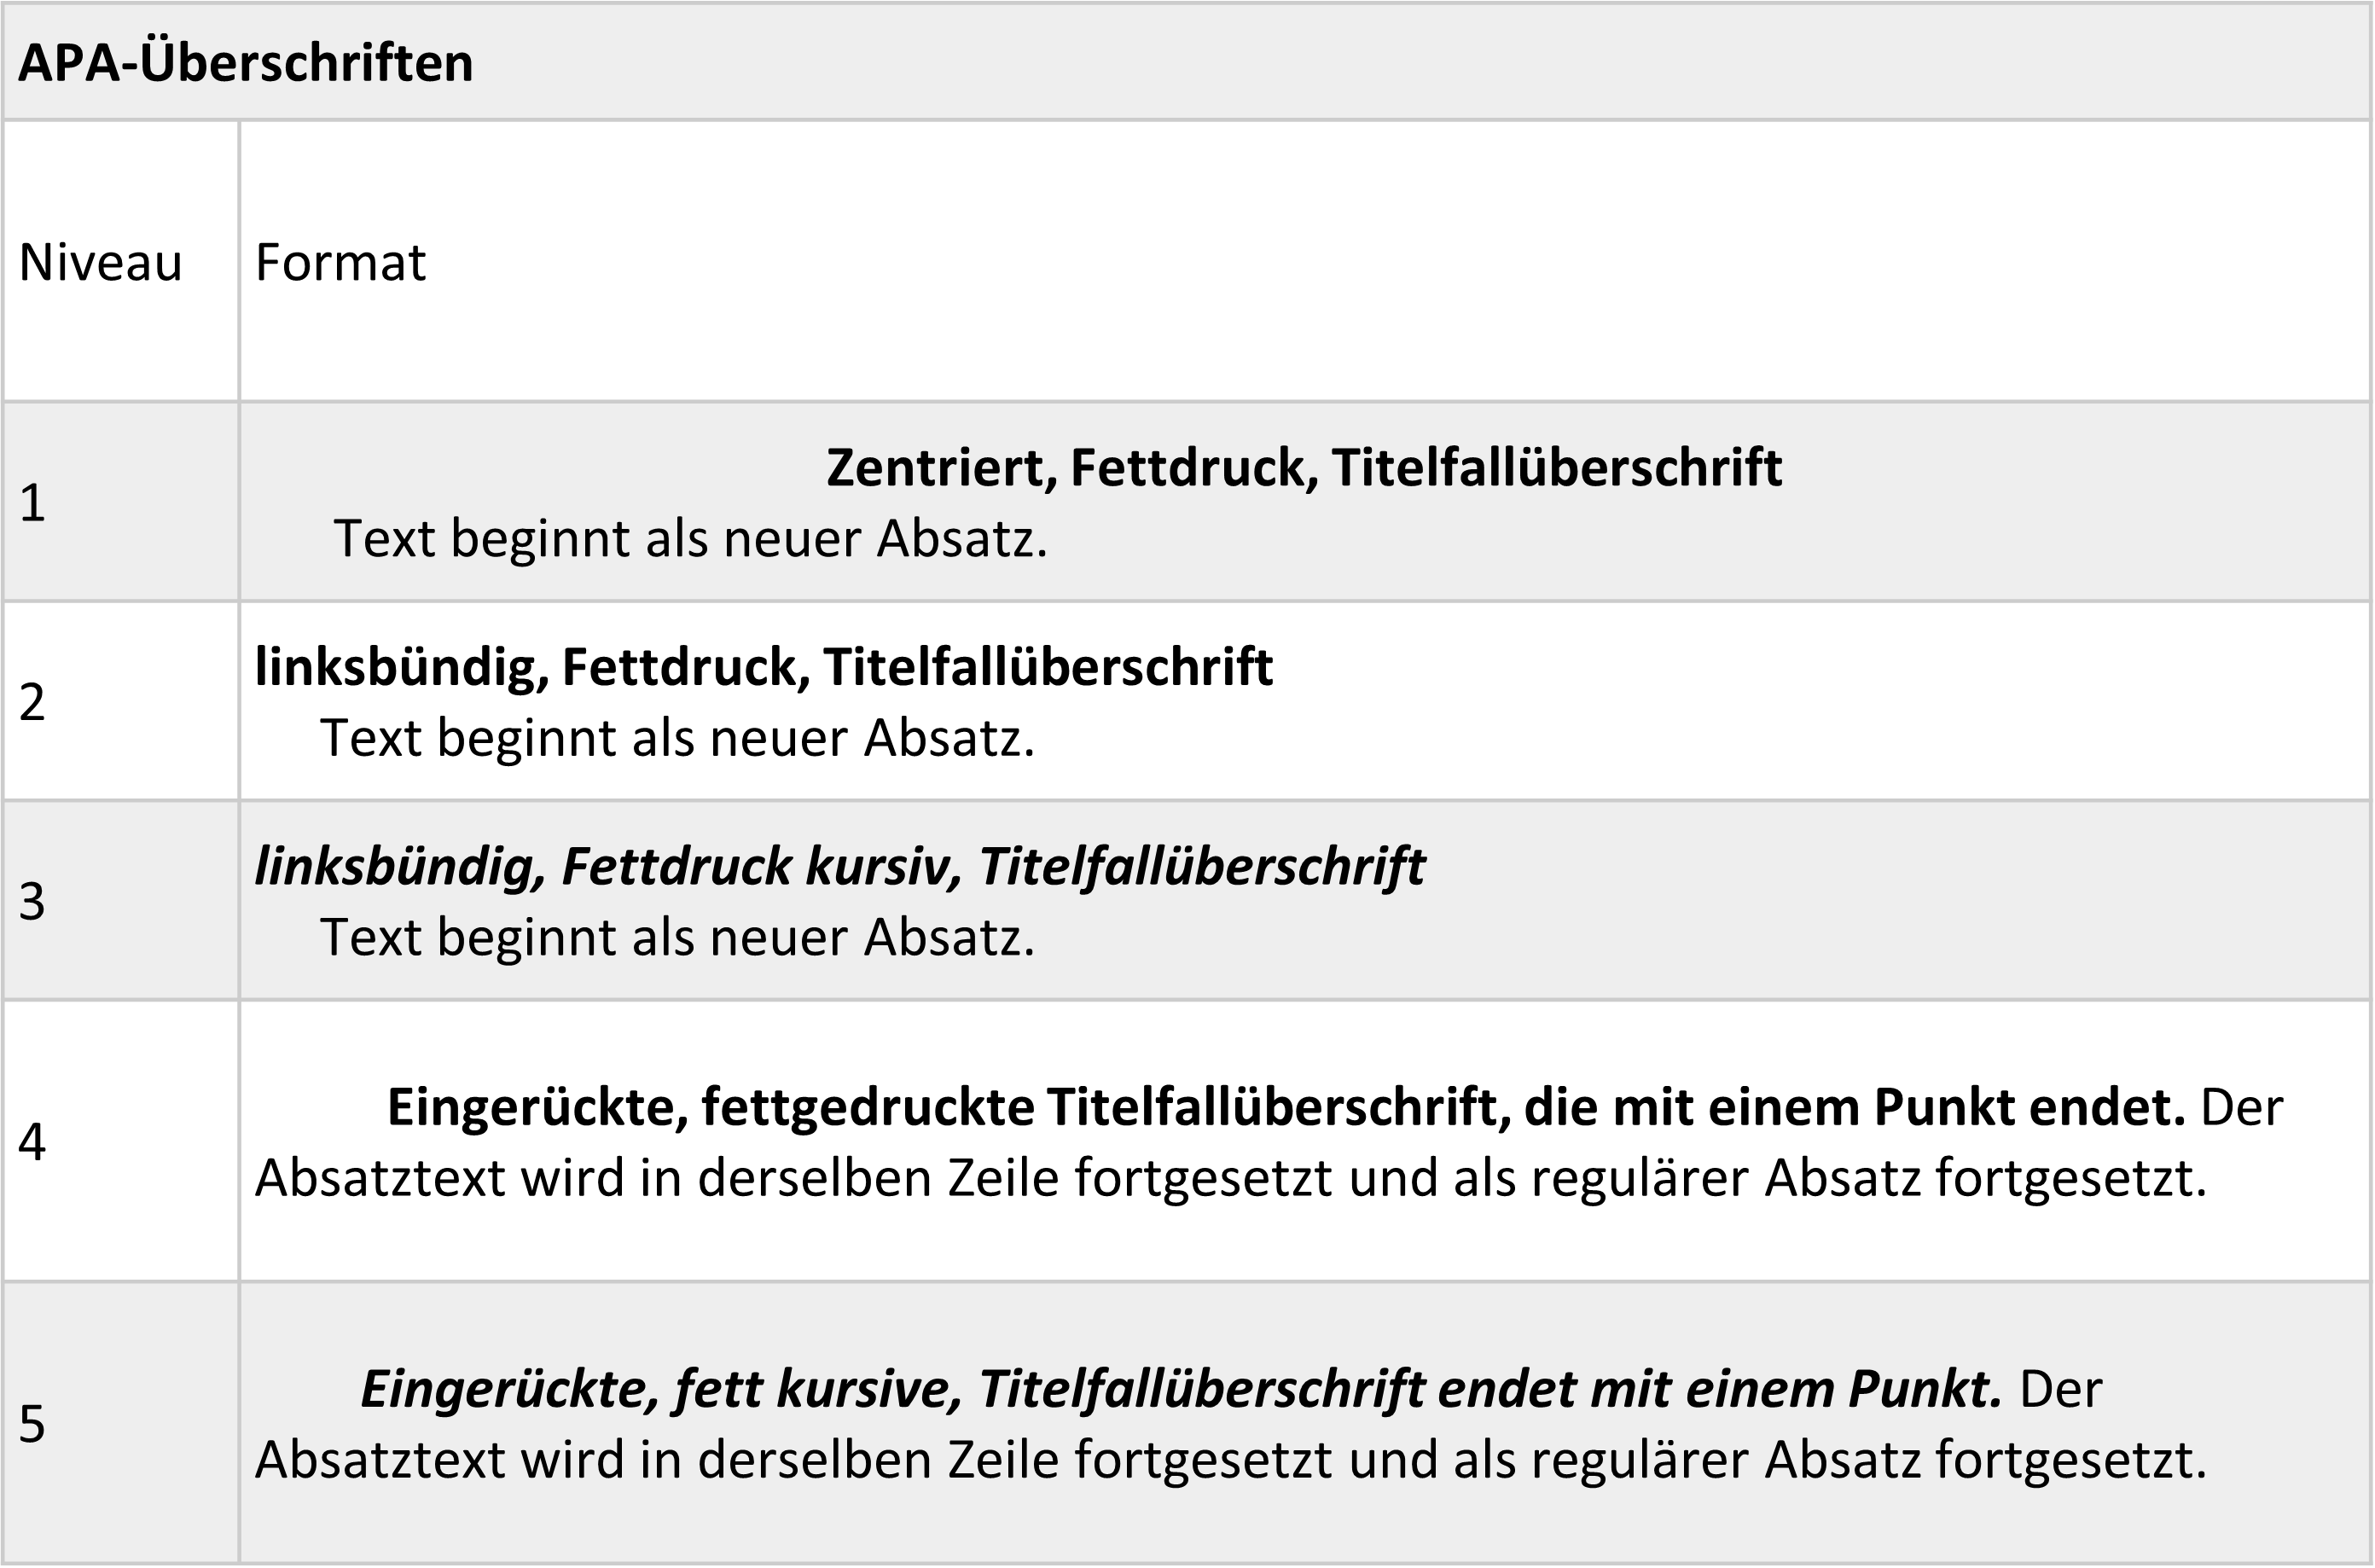 APA-Überschriften
Niveau Format
1
Zentriert, Fettdruck, Titelfallüberschrift
Text beginnt als neuer Absatz.
2
linksbündig, Fettdruck, Titelfallüberschrift
Text beginnt als neuer Absatz.
3
linksbündig, Fettdruck kursiv, Titelfallüberschrift
Text beginnt als neuer Absatz.
4
Eingerückte, fettgedruckte Titelfallüberschrift, die mit einem Punkt endet. Der
Absatztext wird in derselben Zeile fortgesetzt und als regulärer Absatz fortgesetzt.
5
Eingerückte, fett kursive, Titelfallüberschrift endet mit einem Punkt. Der
Absatztext wird in derselben Zeile fortgesetzt und als regulärer Absatz fortgesetzt.